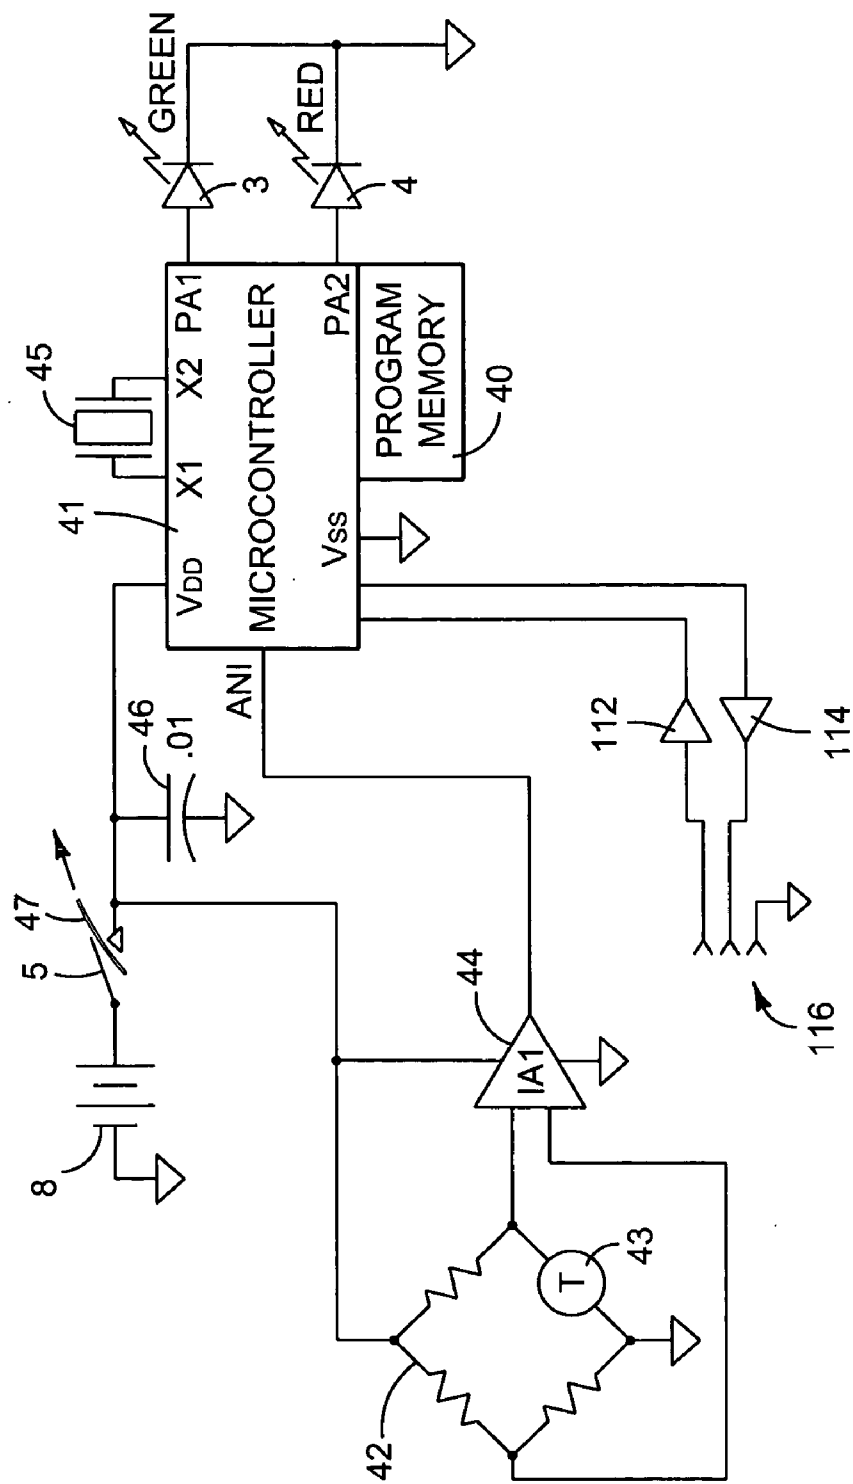 8
5
47
46
.01
41
45
VDD
X1
X2
PA1
GREEN
3
ANI
MICROCONTROLLER
RED
4
VSS
PA2
PROGRAM
MEMORY
40
44
IA1
42
T
43
112
114
116